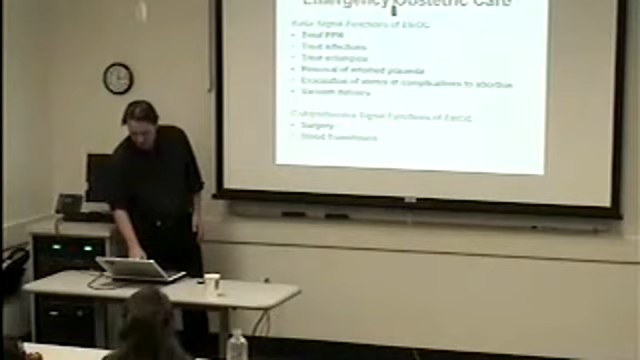 Emergency Obstetric Care
Basic Signal Functions of EmOC
• Treat PPH
• Treat infections
• Treat eclampsia
• Removal of retained placenta
• Evacuation of uterus of complications to abortion
• Vacuum delivery
Comprehensive Signal Functions of EmOC
• Surgery
• Blood Transfusion